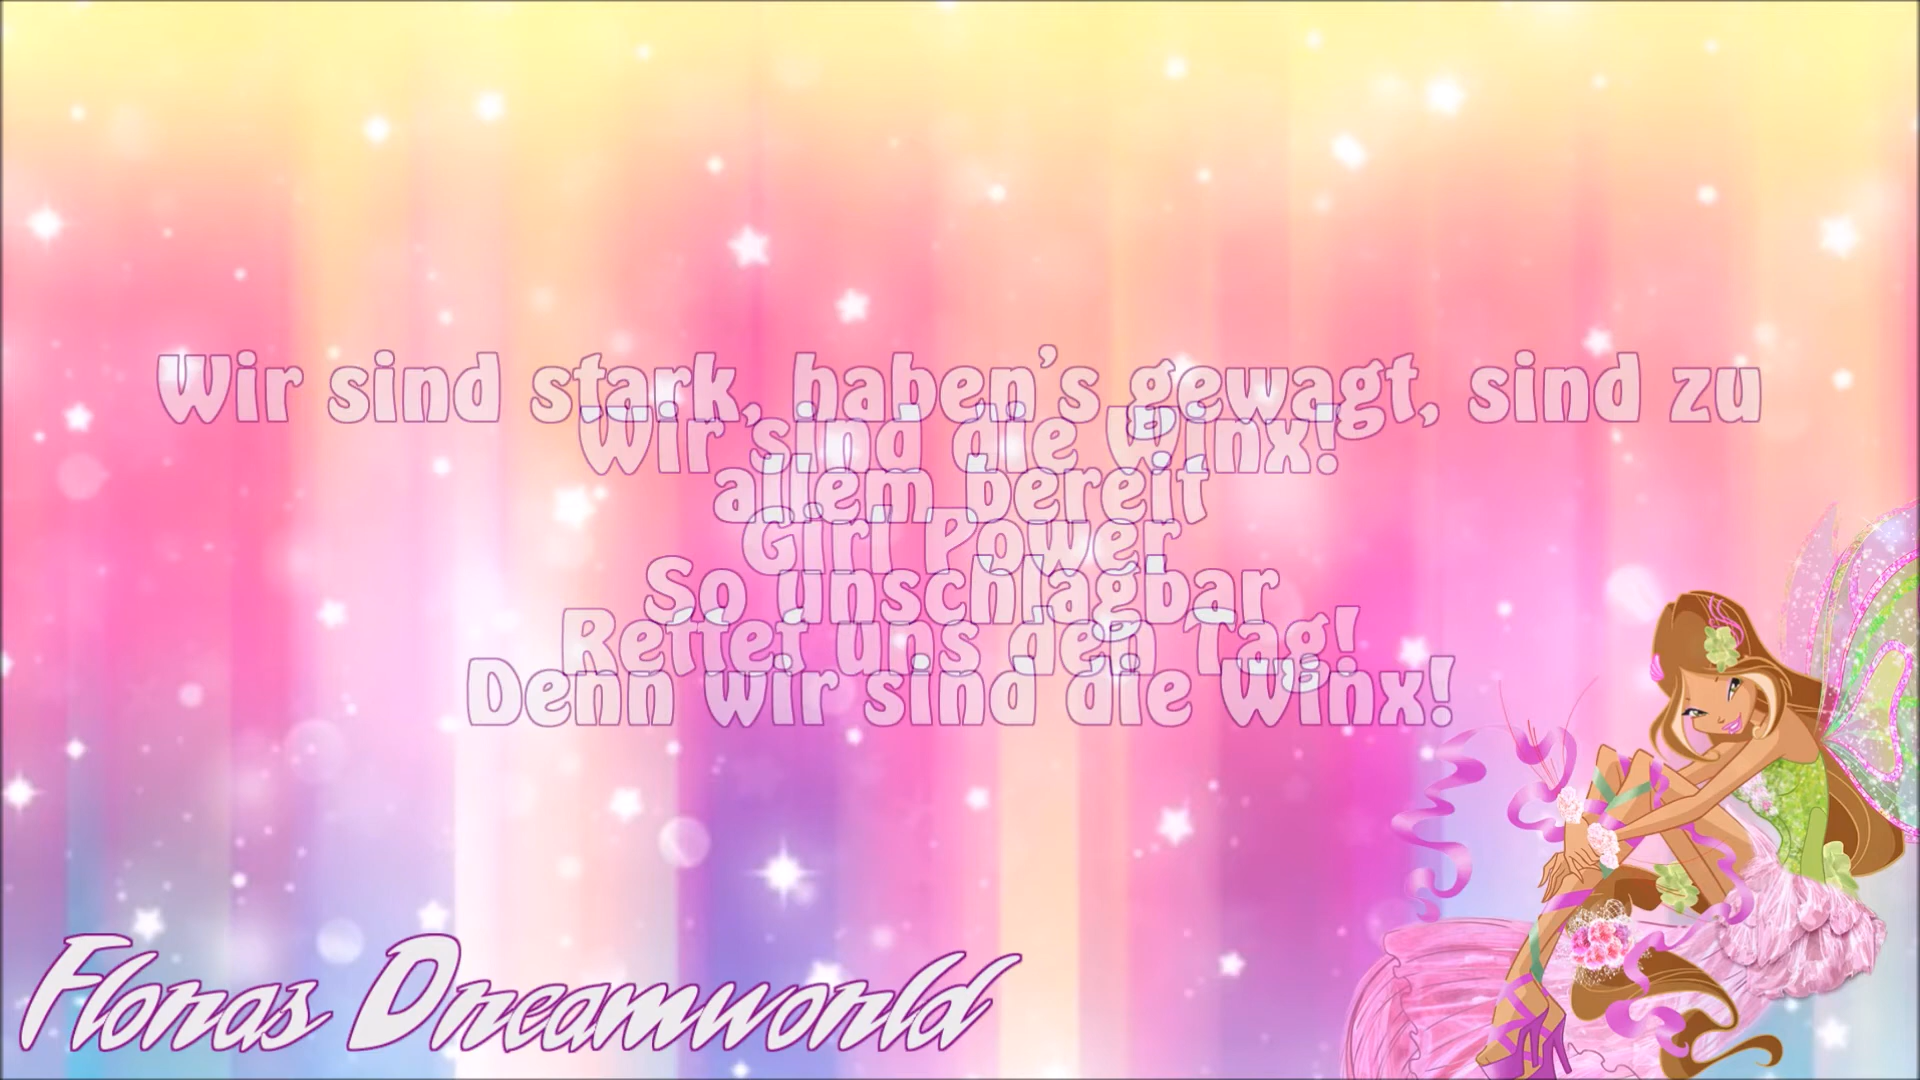 Wir sind stark, haben's gewagt, sind zu
Wir sind die Winx!
allem bereit
Girl Power
So unschlagbar
Rettet uns den Tag!
Denn wir sind die Winx!
Floras Dreamworld